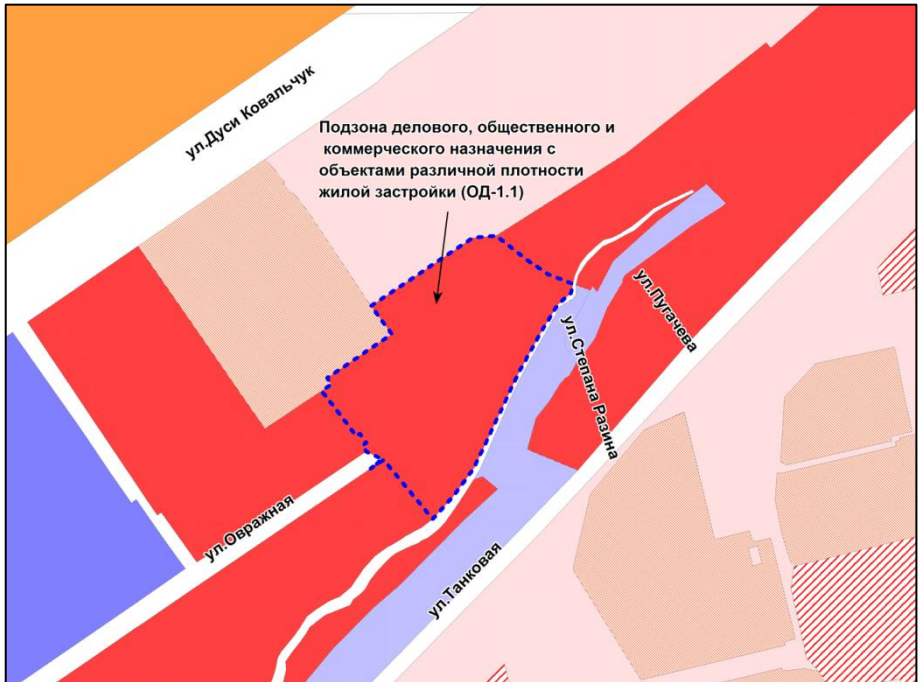 ул.Дуси Ковальчук
Подзона делового, общественного и
коммерческого назначения с
объектами различной плотности
жилой застройки (ОД-1.1)
ул.Пугачева
ул.Степана Разина
ул.Овражная
ул.Танковая